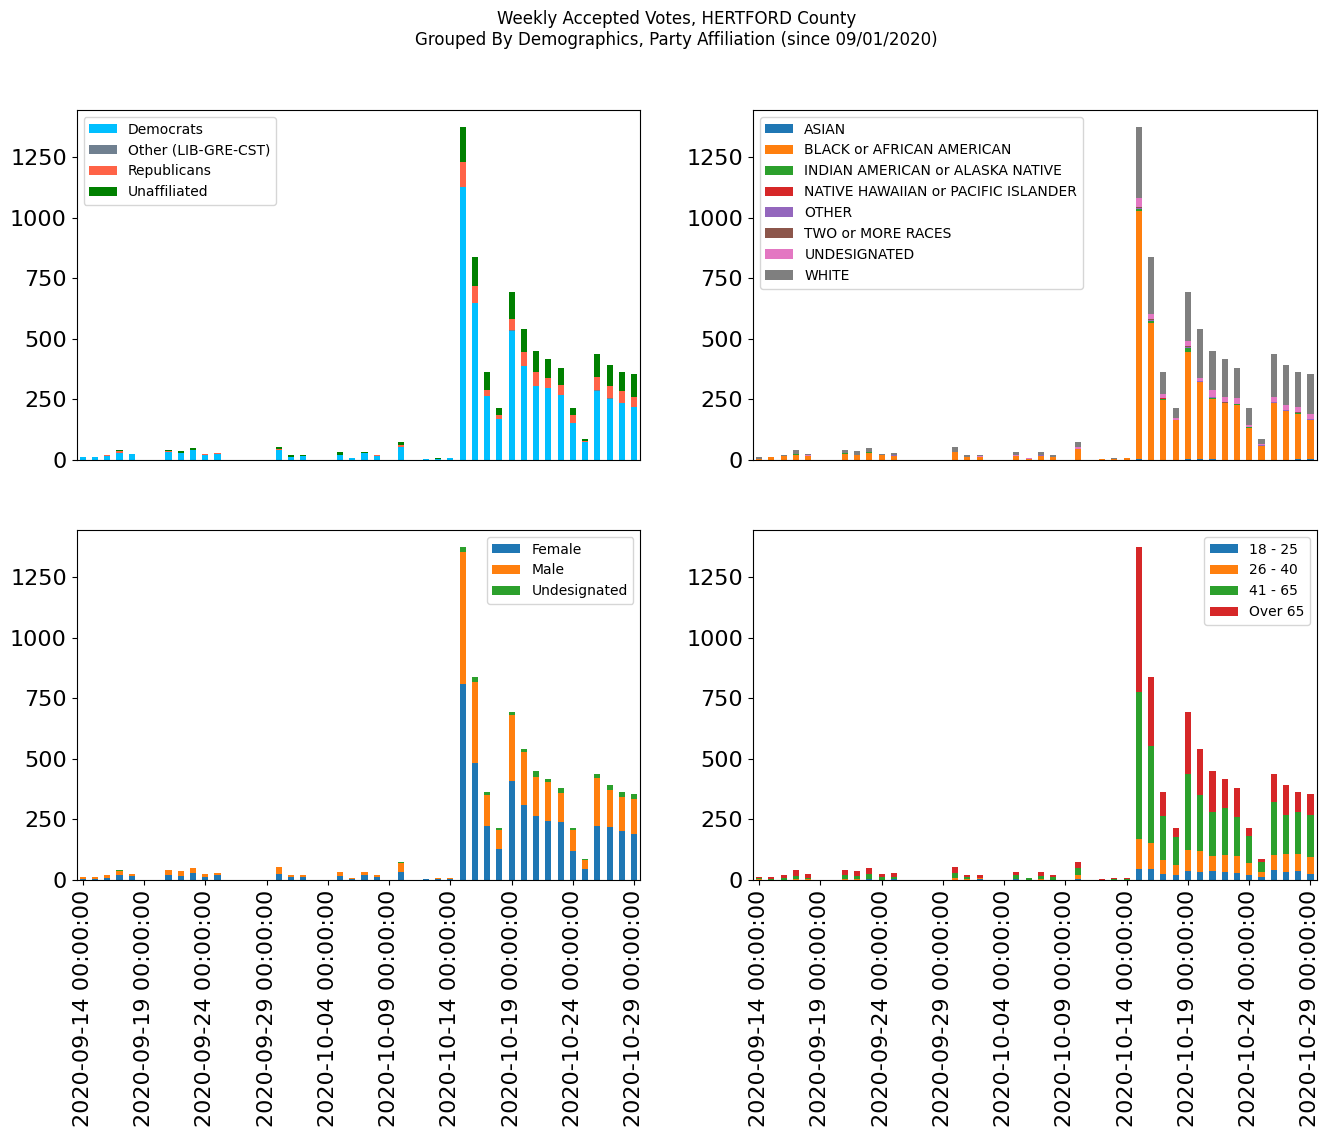 Weekly Accepted Votes, HERTFORD County
Grouped By Demographics, Party Affiliation (since 09/01/2020)
Democrats
Other (LIB-GRE-CST)
Republicans
Unaffiliated
1250
1000
750
500
250
0
ASIAN
BLACK or AFRICAN AMERICAN
INDIAN AMERICAN or ALASKA NATIVE
NATIVE HAWAIIAN or PACIFIC ISLANDER
OTHER
TWO or MORE RACES
UNDESIGNATED
WHITE
1250
1000
750
500
250
0
Female
Male
Undesignated
1250
1000
750
500
250
0
2020-09-14 00:00:00
2020-09-19 00:00:00
2020-09-24 00:00:00
2020-09-29 00:00:00
2020-10-04 00:00:00
2020-10-09 00:00:00
2020-10-14 00:00:00
2020-10-19 00:00:00
2020-10-24 00:00:00
2020-10-29 00:00:00
18 - 25
26 - 40
41 - 65
Over 65
1250
1000
750
500
250
0
2020-09-14 00:00:00
2020-09-19 00:00:00
2020-09-24 00:00:00
2020-09-29 00:00:00
2020-10-04 00:00:00
2020-10-09 00:00:00
2020-10-14 00:00:00
2020-10-19 00:00:00
2020-10-24 00:00:00
2020-10-29 00:00:00